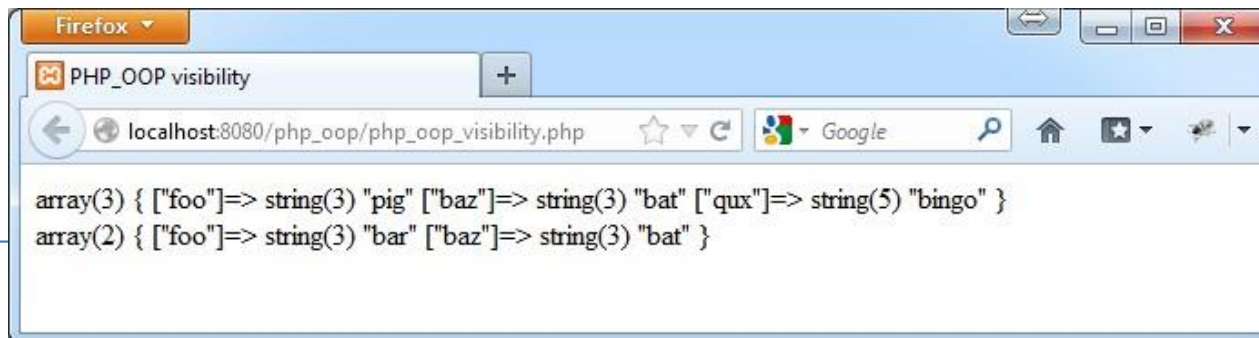 Firefox
PHP_OOP visibility
localhost:8080/php_oop/php_oop_visibility.php
Google
array(3) { ["foo"]=> string(3) "pig" ["baz"]=> string(3) "bat" ["qux"]=> string(5) "bingo" }
array(2) { ["foo"]=> string(3) "bar" ["baz"]=> string(3) "bat" }